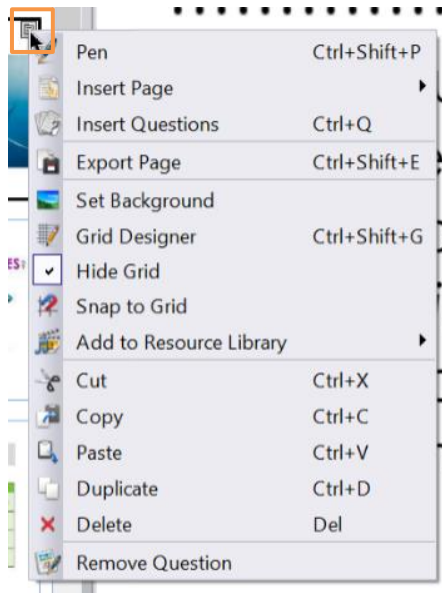 Pen Ctrl+Shift+P
Insert Page
Insert Questions Ctrl+Q
Export Page Ctrl+Shift+E
Set Background
Grid Designer Ctrl+Shift+G
ES:
Hide Grid
Snap to Grid
Add to Resource Library
Cut Ctrl+X
Copy Ctrl+C
Paste Ctrl+V
Duplicate Ctrl+D
Delete Del
Remove Question